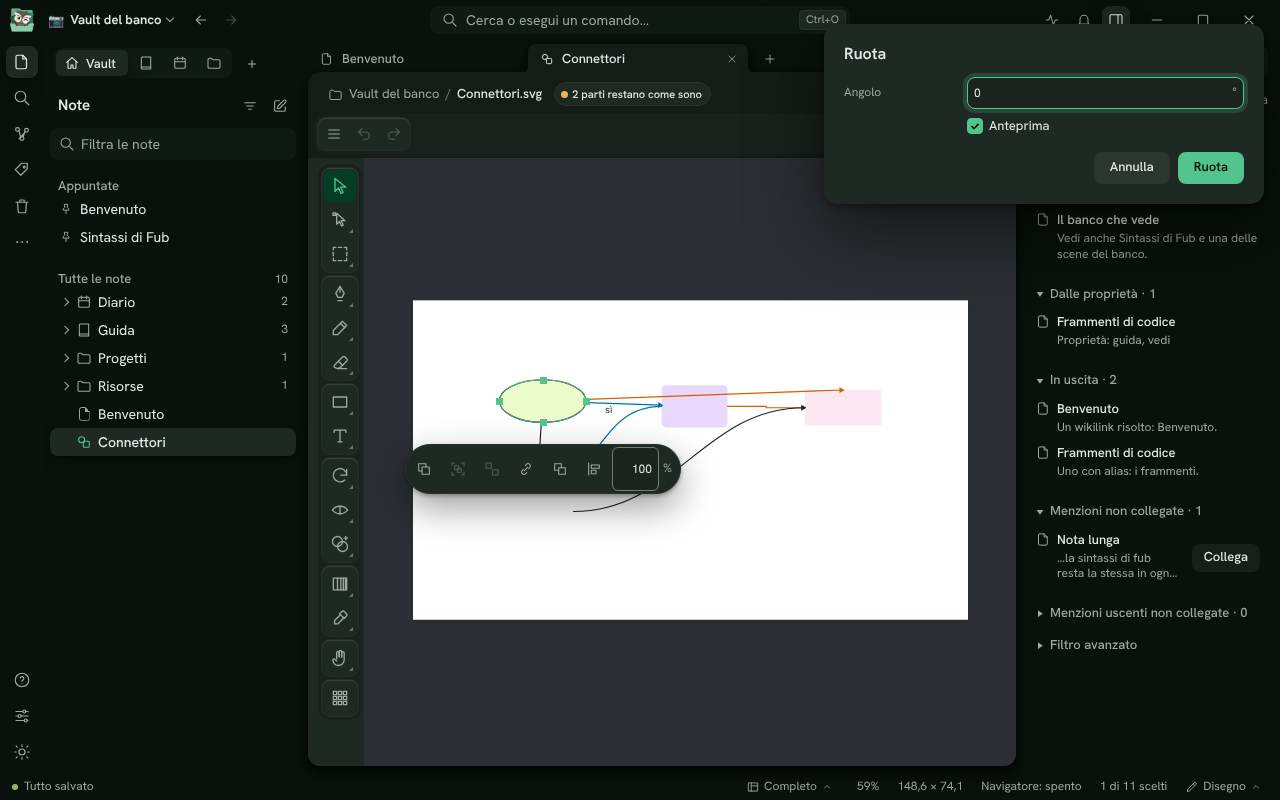 Vault del banco
Cerca o esegui un comando...
Ctrl+O
Vault
Benvenuto
Connettori
Note
Filtra le note
Appuntate
Benvenuto
Sintassi di Fub
Tutte le note 10
Diario 2
Guida 3
Progetti 1
Risorse 1
Benvenuto
Connettori
Vault del banco / Connettori.svg
2 parti restano come sono
sì
100 %
Ruota
Angolo
0 °
Anteprima
Annulla
Ruota
Il banco che vede
Vedi anche Sintassi di Fub e una delle
scene del banco.
Dalle proprietà · 1
Frammenti di codice
Proprietà: guida, vedi
In uscita · 2
Benvenuto
Un wikilink risolto: Benvenuto.
Frammenti di codice
Uno con alias: i frammenti.
Menzioni non collegate · 1
Nota lunga
...la sintassi di fub
resta la stessa in ogn...
Collega
Menzioni uscenti non collegate · 0
Filtro avanzato
Tutto salvato
Completo
59%
148,6 × 74,1
Navigatore: spento
1 di 11 scelti
Disegno